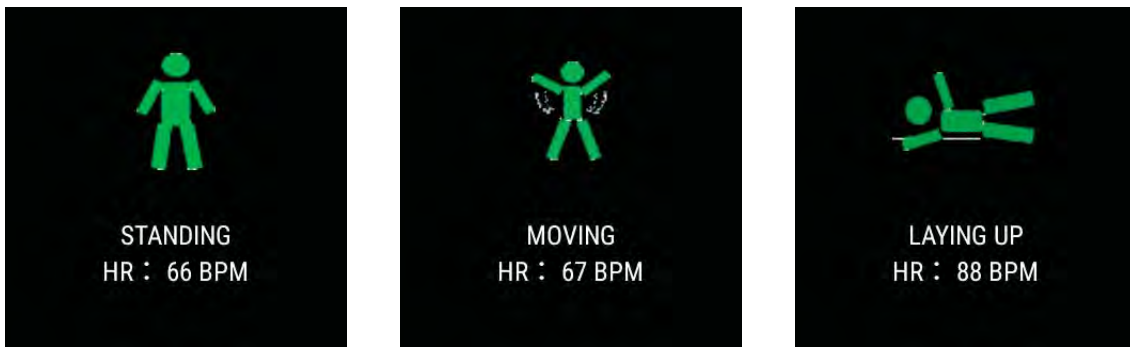 STANDING
HR： 66 BPM
MOVING
HR： 67 BPM
LAYING UP
HR： 88 BPM